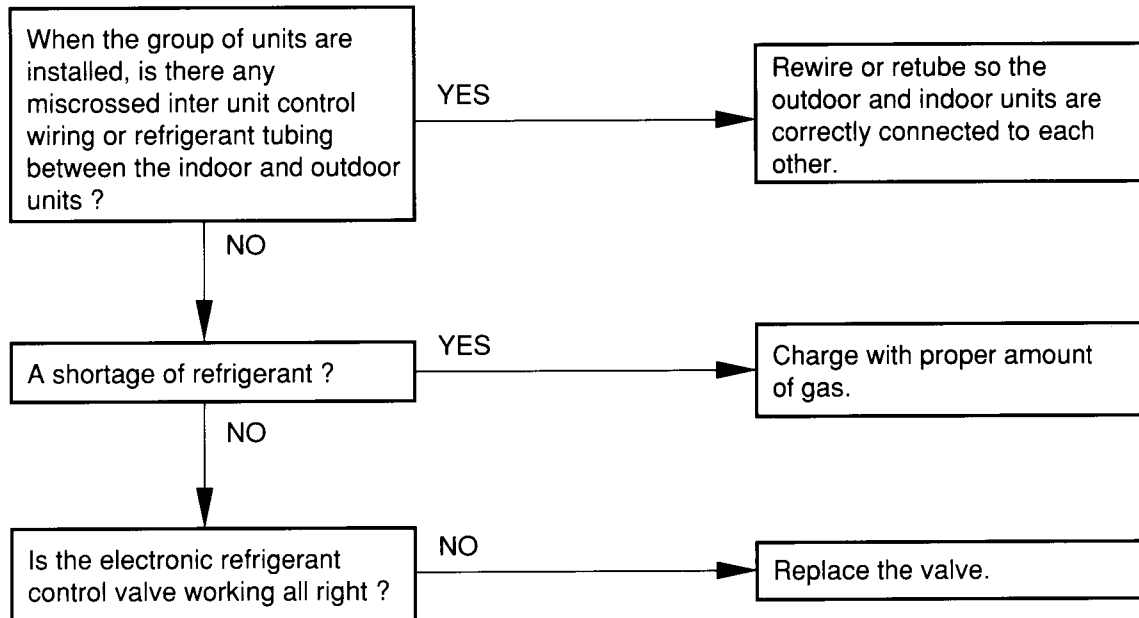 When the group of units are
installed, is there any
miscrossed inter unit control
wiring or refrigerant tubing
between the indoor and outdoor
units ?
YES
Rewire or retube so the
outdoor and indoor units are
correctly connected to each
other.
NO
A shortage of refrigerant ?
YES
Charge with proper amount
of gas.
NO
Is the electronic refrigerant
control valve working all right ?
NO
Replace the valve.